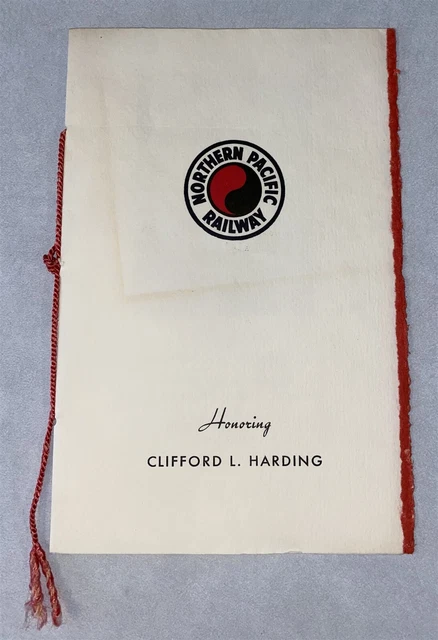 NORTHERN PACIFIC
RAILWAY
Honoring
CLIFFORD L. HARDING